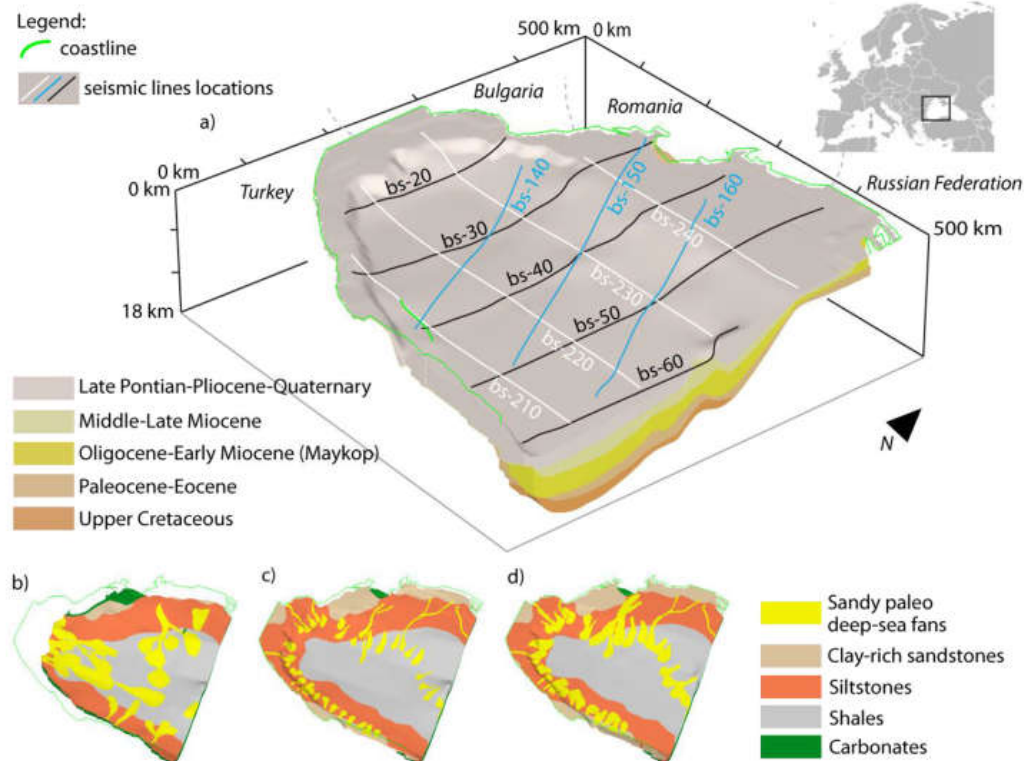 Legend:
coastline
seismic lines locations
a)
500 km
0 km
Bulgaria
Romania
Russian Federation
0 km
0 km
Turkey
500 km
18 km
bs-20
bs-140
bs-150
bs-160
bs-30
bs-240
bs-40
bs-230
bs-50
bs-220
bs-60
bs-210
N
Late Pontian-Pliocene-Quaternary
Middle-Late Miocene
Oligocene-Early Miocene (Maykop)
Paleocene-Eocene
Upper Cretaceous
b)
c)
d)
Sandy paleo
deep-sea fans
Clay-rich sandstones
Siltstones
Shales
Carbonates